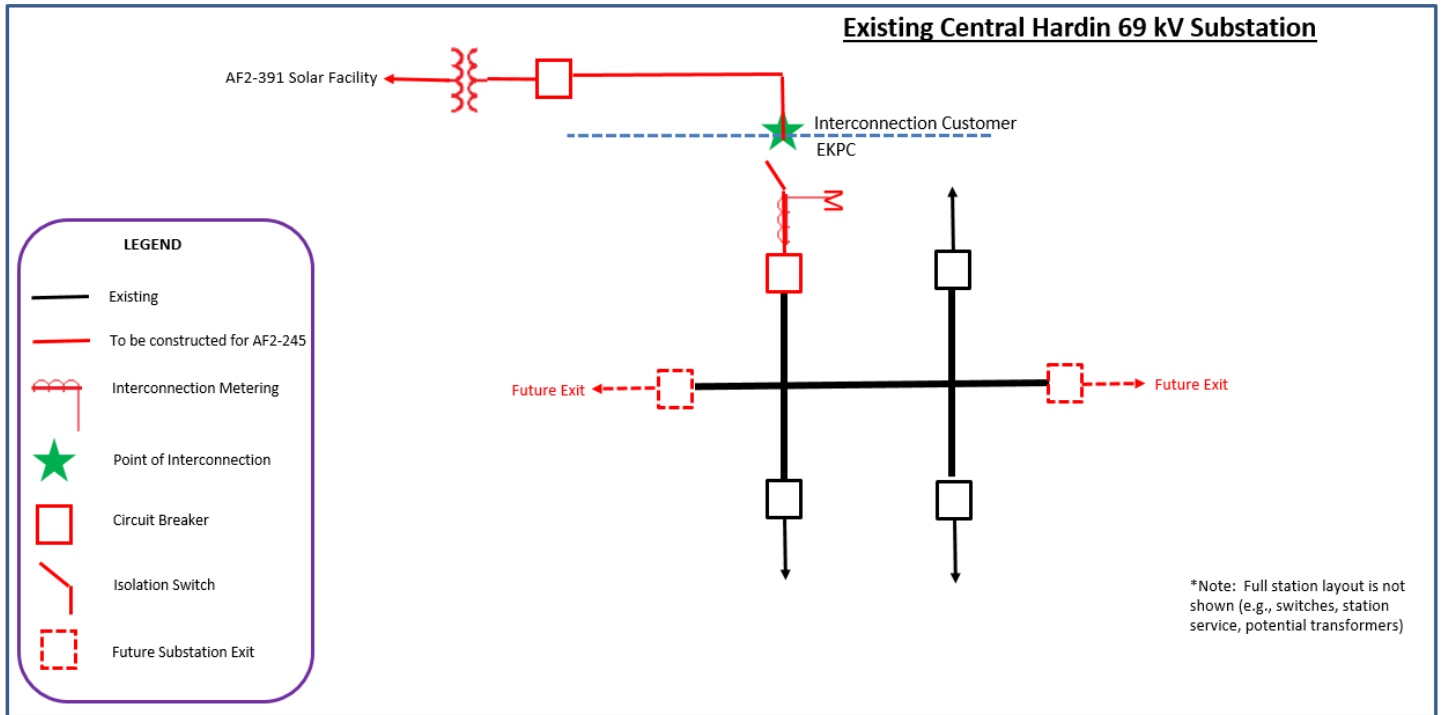 Existing Central Hardin 69 kV Substation
AF2-391 Solar Facility
Interconnection Customer
EKPC
M
LEGEND
Existing
To be constructed for AF2-245
Interconnection Metering
Point of Interconnection
Circuit Breaker
Isolation Switch
Future Substation Exit
Future Exit
Future Exit
*Note:  Full station layout is not
shown (e.g., switches, station
service, potential transformers)